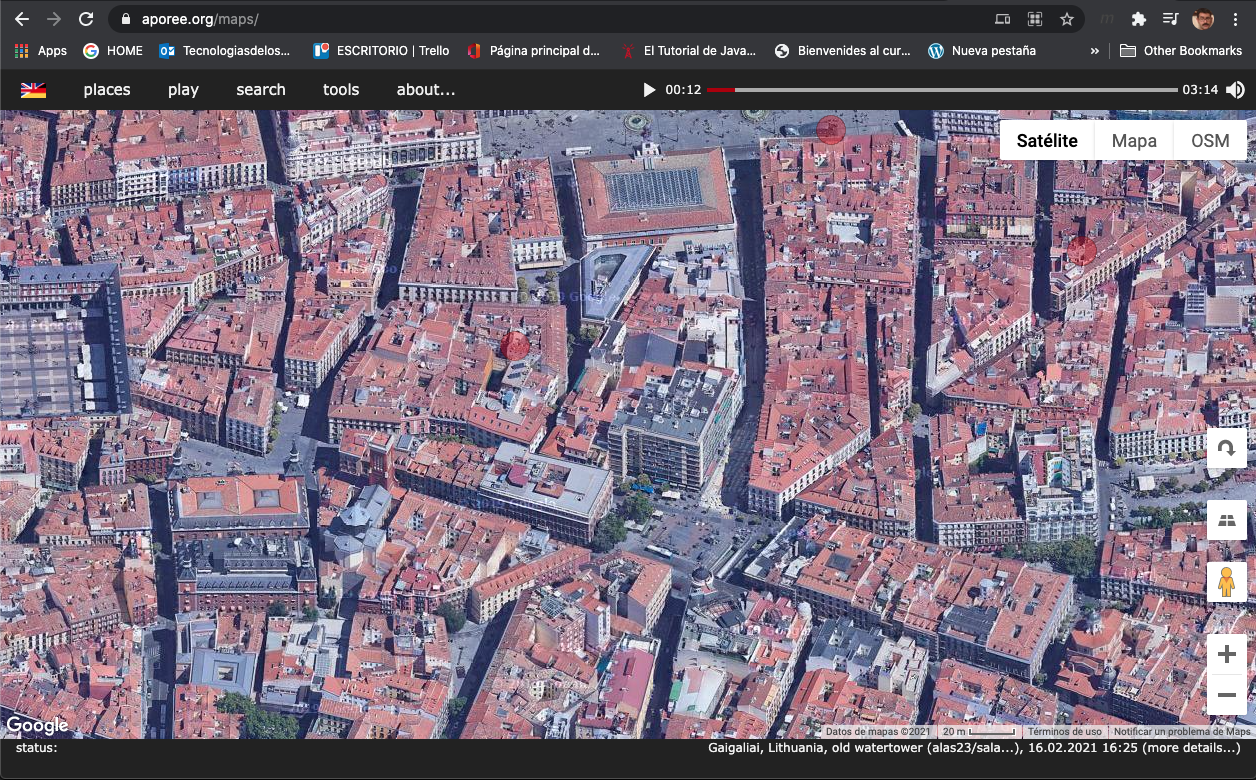 aporee.org/maps/
Apps HOME Tecnologiasdelos... ESCRITORIO | Trello Página principal d... El Tutorial de Java... Bienvenides al cur... Nueva pestaña » Other Bookmarks
places play search tools about... 00:12 03:14
Satélite Mapa OSM
Google
Datos de mapas ©2021 20 m Términos de uso Notificar un problema de Maps
status: Gaigaliai, Lithuania, old watertower (alas23/sala...), 16.02.2021 16:25 (more details...)